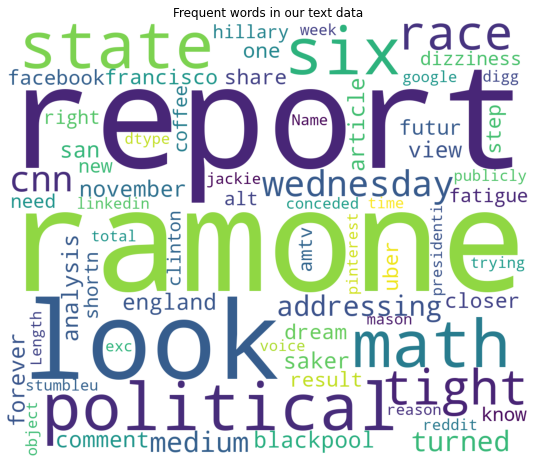 Frequent words in our text data
state
hillary
week
six
race
one
dizziness
facebook
francisco
share
google
digg
report
right
dtype
coffee
Name
article
futur
step
san
view
cnn
new
november
jackie
wednesday
publicly
need
linkedin
alt
conceded
time
fatigue
ramone
total
analysis
shortn
clinton
amtv
pinterest
uber
presidenti
trying
england
addressing
closer
look
mason
forever
Length
exc
voice
dream
saker
math
stumbleu
result
tight
object
political
reason
know
reddit
comment
medium
blackpool
turned